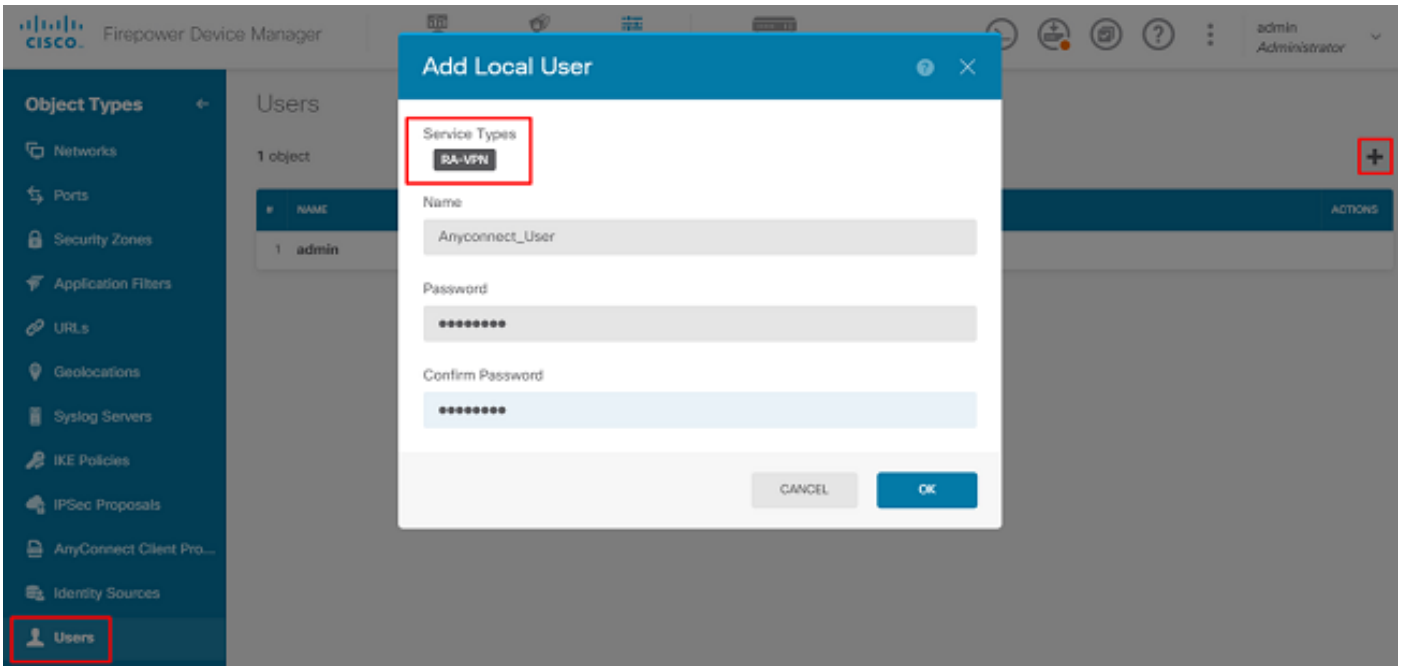 CISCO
Firepower Device Manager
admin
Administrator
Add Local User
Object Types
Users
Service Types
RA-VPN
Networks
1 object
Ports
Name
# NAME
ACTIONS
Anyconnect_User
Security Zones
1 admin
Application Filters
Password
••••••••
URLs
Geolocations
Confirm Password
••••••••
Syslog Servers
IKE Policies
CANCEL
OK
IPSec Proposals
AnyConnect Client Pro...
Identity Sources
Users